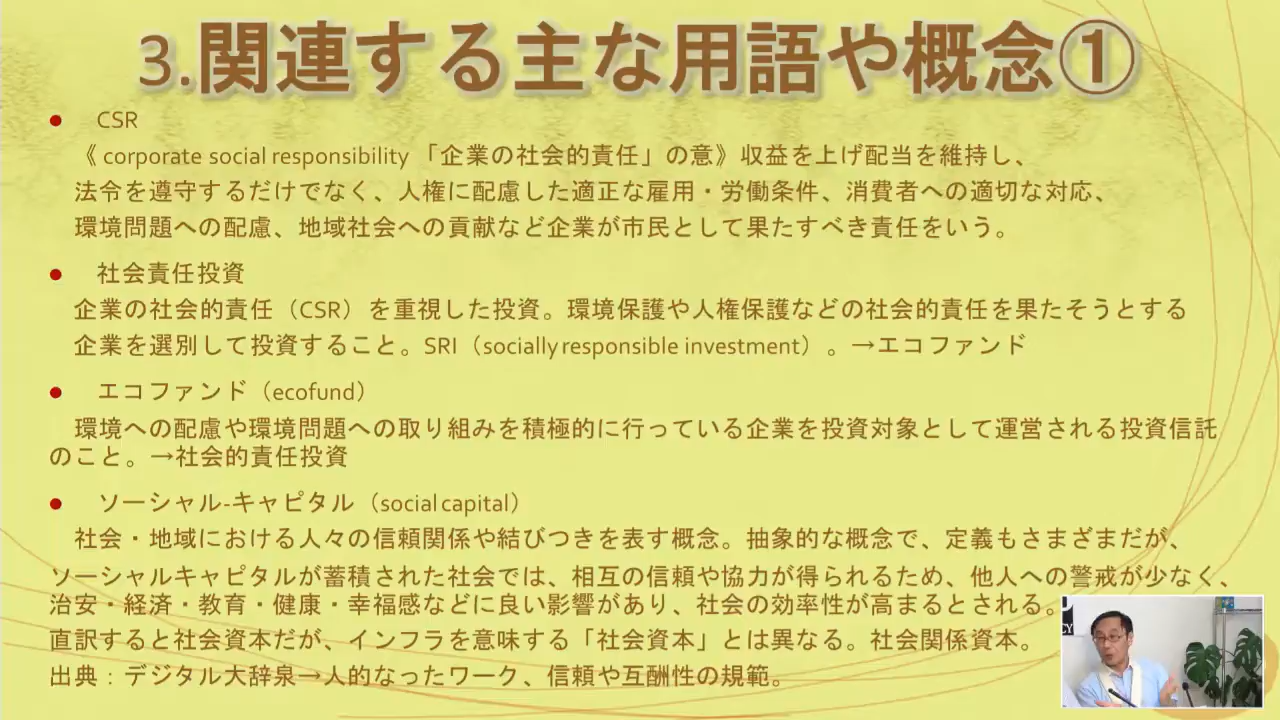 3.関連する主な用語や概念①
● CSR
《 corporate social responsibility 「企業の社会的責任」の意》収益を上げ配当を維持し、
法令を遵守するだけでなく、人権に配慮した適正な雇用・労働条件、消費者への適切な対応、
環境問題への配慮、地域社会への貢献など企業が市民として果たすべき責任をいう。
● 社会責任投資
企業の社会的責任（CSR）を重視した投資。環境保護や人権保護などの社会的責任を果たそうとする
企業を選別して投資すること。SRI（socially responsible investment）。→エコファンド
● エコファンド（ecofund）
環境への配慮や環境問題への取り組みを積極的に行っている企業を投資対象として運営される投資信託
のこと。→社会的責任投資
● ソーシャル-キャピタル（social capital）
社会・地域における人々の信頼関係や結びつきを表す概念。抽象的な概念で、定義もさまざまだが、
ソーシャルキャピタルが蓄積された社会では、相互の信頼や協力が得られるため、他人への警戒が少なく、
治安・経済・教育・健康・幸福感などに良い影響があり、社会の効率性が高まるとされる。
直訳すると社会資本だが、インフラを意味する「社会資本」とは異なる。社会関係資本。
出典：デジタル大辞泉→人的なったワーク、信頼や互酬性の規範。